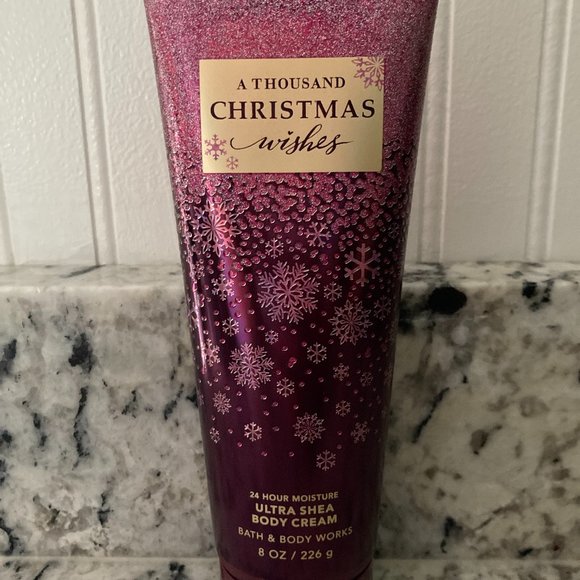 A THOUSAND
CHRISTMAS
wishes
24 HOUR MOISTURE
ULTRA SHEA
BODY CREAM
BATH & BODY WORKS
8 OZ / 226 g